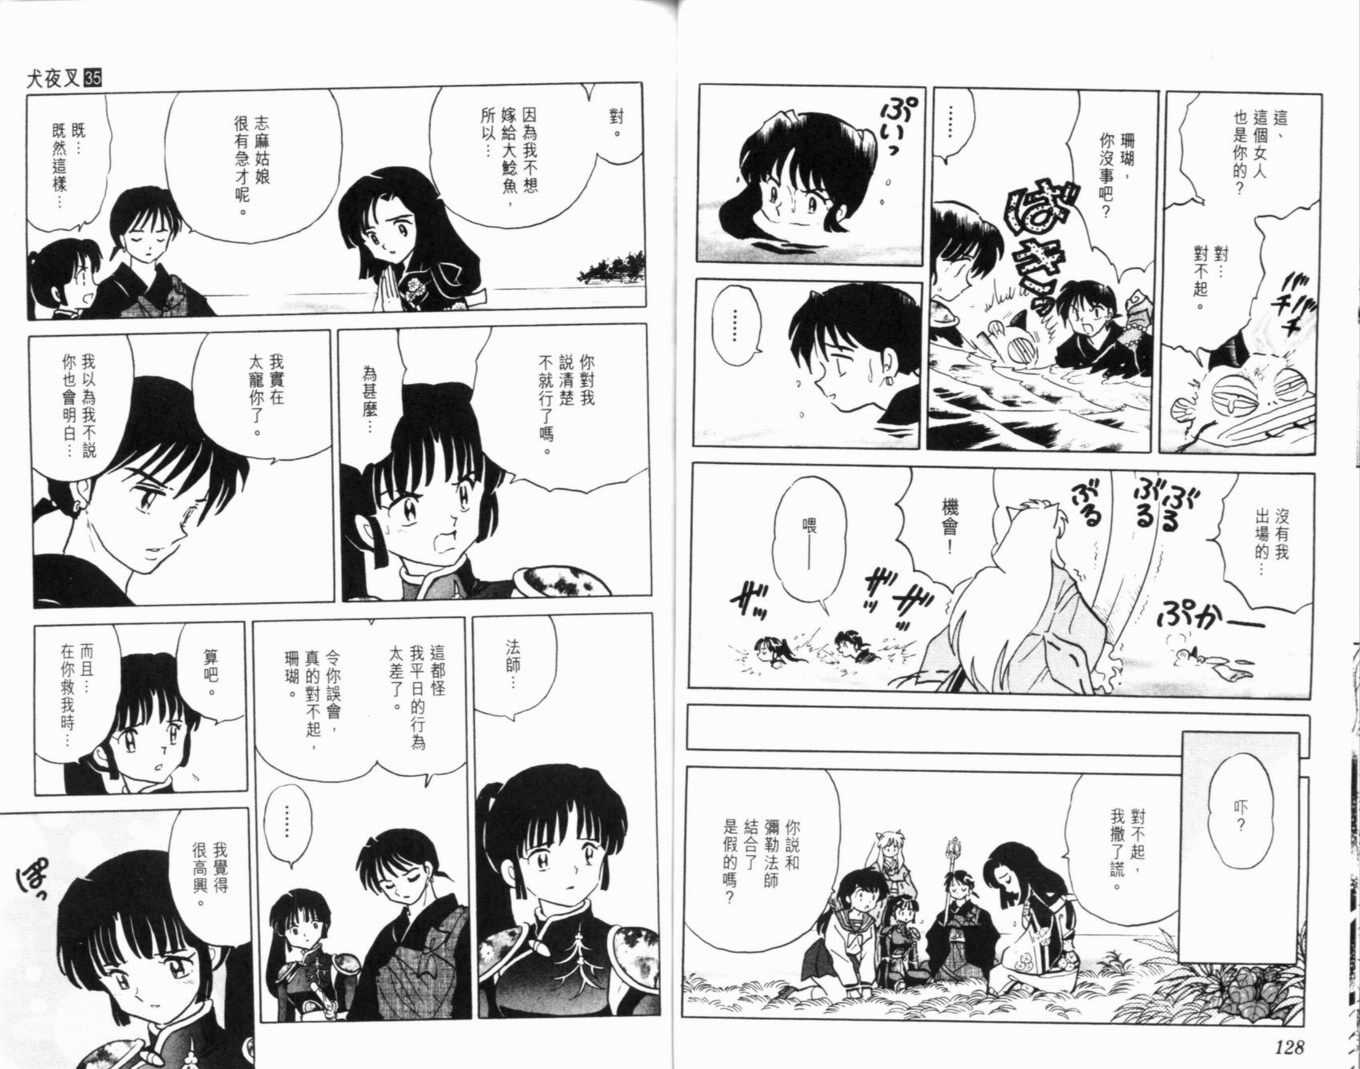 這、
這個女人
也是你的？
對…
對不起。
バチバチッ
珊瑚，
你沒事吧？
……
ばきっ
ぷいっ
……
沒有我
出場的…
機會！
ぶる
ぶる
ぶる
ぷかー
喂——
ザザッ
ザザッ
ザッ
吓？
對不起，
我撒了謊。
你說和
彌勒法師
結合了
是假的嗎？
128
犬夜叉 35
對。
因為我不想
嫁給大鯰魚，
所以…
志麻姑娘
很有急才呢。
既…
既然這樣…
你對我
說清楚
不就行了嗎。
為甚麼…
我實在
太寵你了。
我以為我不說
你也會明白…
法師…
這都怪
我平日的行為
太差了。
令你誤會，
真的對不起，
珊瑚。
……
算吧。
而且…
在你救我時…
我覺得
很高興。
ぽっ